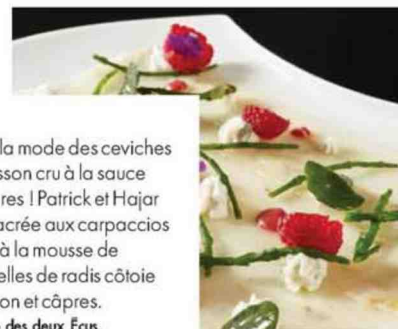 la mode des ceviches
sson cru à la sauce
res ! Patrick et Hajar
acrée aux carpaccios
à la mousse de
elles de radis côtoie
on et câpres.
des deux Écus